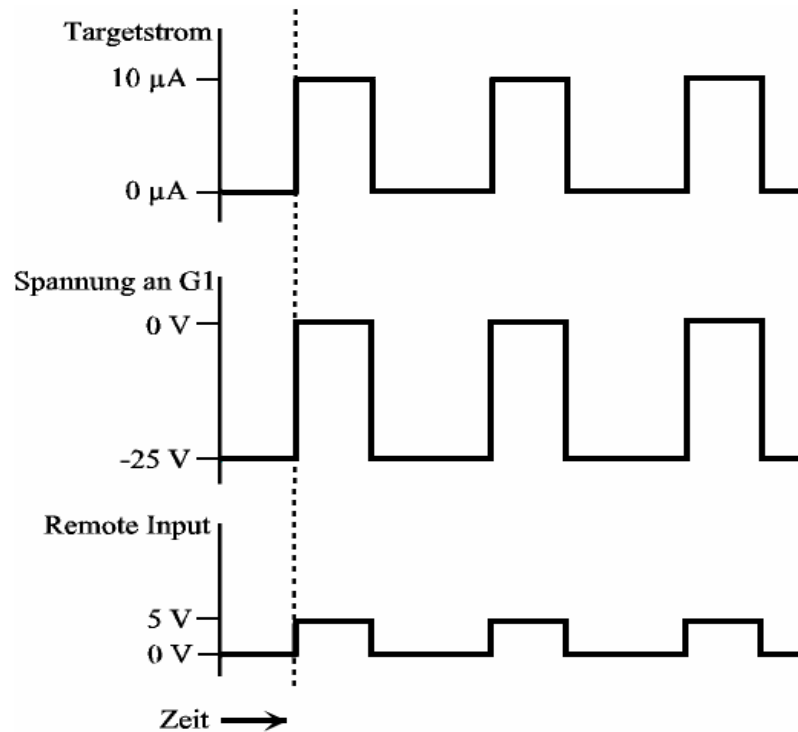 Targetstrom
10 µA
0 µA
Spannung an G1
0 V
-25 V
Remote Input
5 V
0 V
Zeit